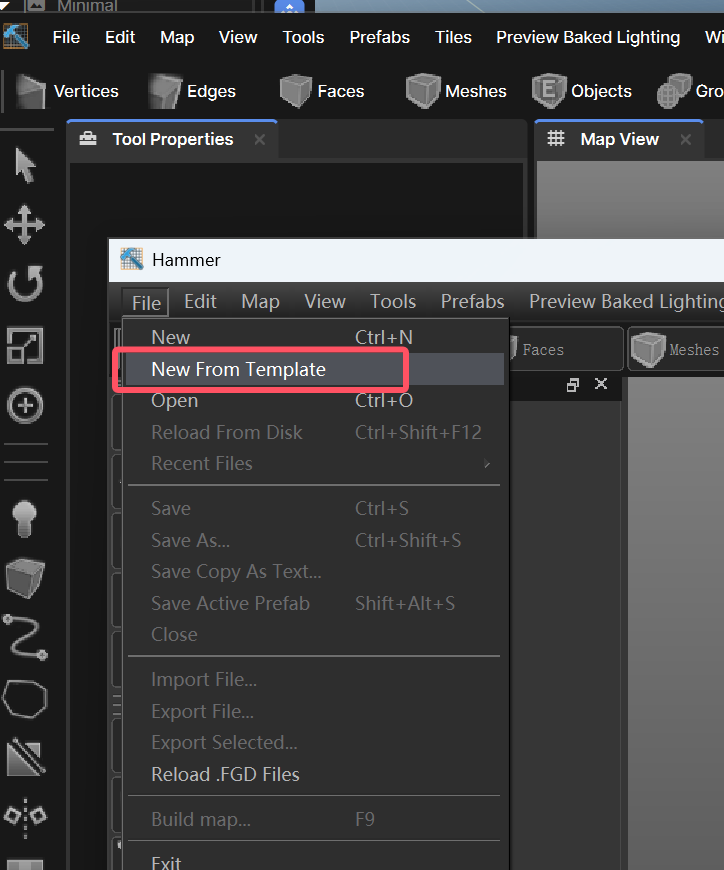 Minimal
File Edit Map View Tools Prefabs Tiles Preview Baked Lighting
Vertices Edges Faces Meshes Objects Gro
Tool Properties Map View
Hammer
File Edit Map View Tools Prefabs Preview Baked Lighting
New Ctrl+N
Faces Meshes
New From Template
Open Ctrl+O
Reload From Disk Ctrl+Shift+F12
Recent Files
Save Ctrl+S
Save As... Ctrl+Shift+S
Save Copy As Text...
Save Active Prefab Shift+Alt+S
Close
Import File...
Export File...
Export Selected...
Reload .FGD Files
Build map... F9
Exit